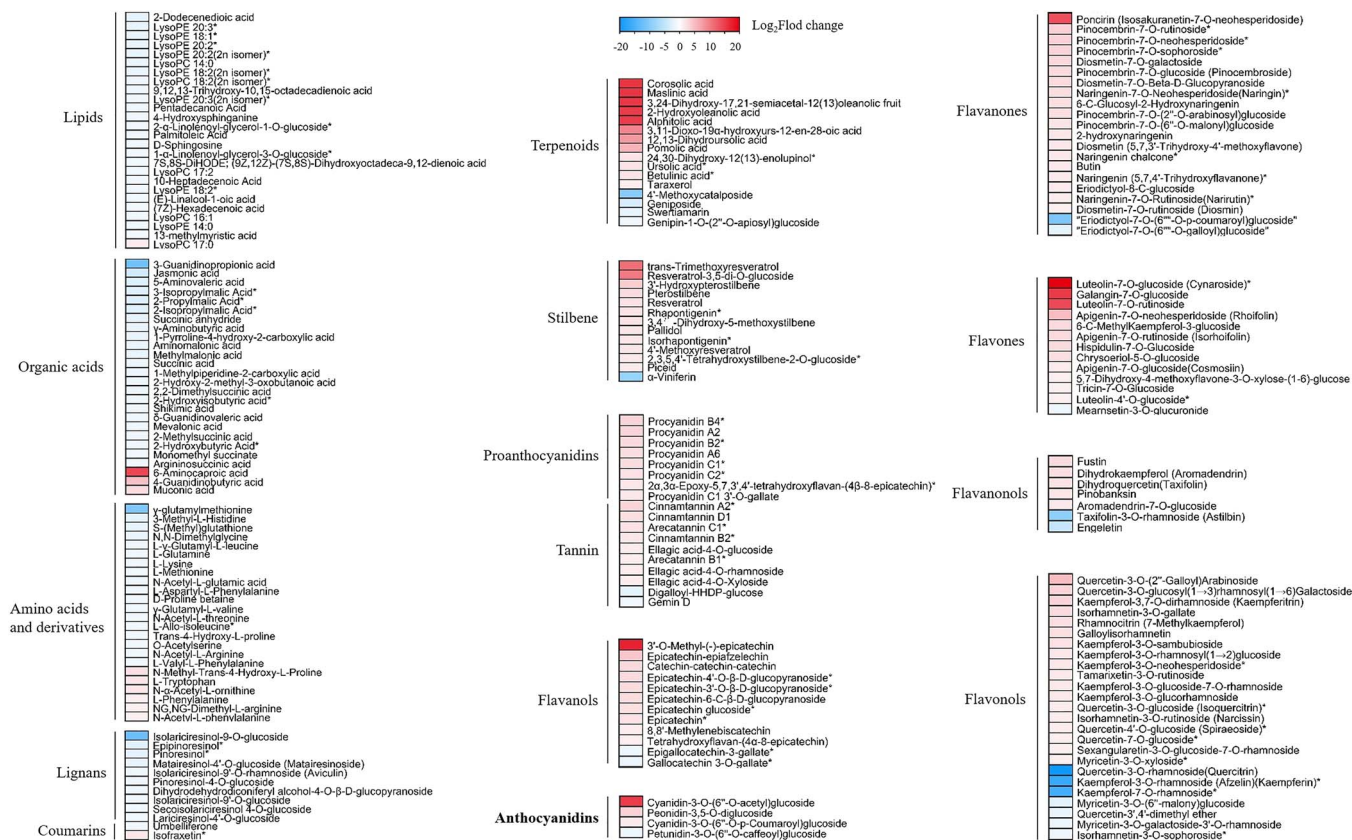 Lipids
2-Dodecenedioic acid
LysoPE 20:3*
LysoPE 18:1*
LysoPE 20:2*
LysoPE 20:2(2n isomer)*
LysoPC 14:0
LysoPE 18:2(2n isomer)*
LysoPC 18:2(2n isomer)*
9,12,13-Trihydroxy-10,15-octadecadienoic acid
LysoPE 20:3(2n isomer)*
Pentadecanoic Acid
4-Hydroxysphinganine
2-α-Linolenoyl-glycerol-1-O-glucoside*
Palmitoleic Acid
D-Sphingosine
1-α-Linolenoyl-glycerol-3-O-glucoside*
7S,8S-DiHODE; (9Z,12Z)-(7S,8S)-Dihydroxyoctadeca-9,12-dienoic acid
LysoPC 17:2
10-Heptadecenoic Acid
LysoPE 18:2*
(E)-Linalcol-1-oic acid
(7Z)-Hexadecenoic acid
LysoPC 16:1
LysoPE 14:0
13-methylmyristic acid
LysoPC 17:0
Organic acids
3-Guanidinopropionic acid
Jasmonic acid
5-Aminovaleric acid
3-Isopropylmalic Acid*
2-Propylmalic Acid*
2-Isopropylmalic Acid*
Succinic anhydride
γ-Aminobutyric acid
1-Pyrroline-4-hydroxy-2-carboxylic acid
Aminomalonic acid
Methylmalonic acid
Succinic acid
1-Methylpiperidine-2-carboxylic acid
2-Hydroxy-2-methyl-3-oxobutanoic acid
2,2-Dimethylsuccinic acid
2-Hydroxyisobutyric acid*
Shikimic acid
δ-Guanidinovaleric acid
Mevalonic acid
2-Methylsuccinic acid
2-Hydroxybutyric Acid*
Monomethyl succinate
Argininosuccinic acid
6-Aminocaproic acid
4-Guanidinobutyric acid
Muconic acid
Amino acids
and derivatives
γ-glutamylmethionine
3-Methyl-L-Histidine
S-(Methyl)glutathione
N,N-Dimethylglycine
L-γ-Glutamyl-L-leucine
L-Glutamine
L-Lysine
L-Methionine
N-Acetyl-L-glutamic acid
L-Aspartyl-L-Phenylalanine
D-Proline betaine
γ-Glutamyl-L-valine
N-Acetyl-L-threonine
L-Allo-isoleucine*
Trans-4-Hydroxy-L-proline
O-Acetylserine
N-Acetyl-L-Arginine
L-Valyl-L-Phenylalanine
N-Methyl-Trans-4-Hydroxy-L-Proline
L-Tryptophan
N-α-Acetyl-L-ornithine
L-Phenylalanine
NG,NG-Dimethyl-L-arginine
N-Acetyl-L-phenylalanine
Lignans
Isolariciresinol-9-O-glucoside
Epipinoresinol*
Pinoresinol*
Matairesinol-4'-O-glucoside (Matairesinoside)
Isolariciresinol-9'-O-rhamnoside (Aviculin)
Pinoresinol-4-O-glucoside
Dihydrodehydrodiconiferyl alcohol-4-O-β-D-glucopyranoside
Isolariciresinol-9'-O-glucoside
Secoisolariciresinol 4-O-glucoside
Lariciresinol-4'-O-glucoside
Coumarins
Umbelliferone
Isofraxetin*
Log₂Flod change
-20 -5 0 5 20
Terpenoids
Corosolic acid
Maslinic acid
3,24-Dihydroxy-17,21-semiacetal-12(13)oleanolic fruit
2-Hydroxyoleanolic acid
Alphitolic acid
3,11-Dioxo-19α-hydroxyurs-12-en-28-oic acid
12,13-Dihydroursolic acid
Pomolic acid
24,30-Dihydroxy-12(13)-enolupinol*
Ursolic acid*
Betulinic acid*
Taraxerol
4'-Methoxycatalposide
Geniposide
Swertiamarin
Genipin-1-O-(2"-O-apiosyl)glucoside
Stilbene
trans-Trimethoxyresveratrol
Resveratrol-3,5-di-O-glucoside
3'-Hydroxypterostilbene
Pterostilbene
Resveratrol
Rhapontigenin*
3,4′ -Dihydroxy-5-methoxystilbene
Pallidol
Isorhapontigenin*
4'-Methoxyresveratrol
2,3,5,4'-Tetrahydroxystilbene-2-O-glucoside*
Piceid
α-Viniferin
Proanthocyanidins
Procyanidin B4*
Procyanidin A2
Procyanidin B2*
Procyanidin A6
Procyanidin C1*
Procyanidin C2*
2α,3α-Epoxy-5,7,3',4'-tetrahydroxyflavan-(4β-8-epicatechin)*
Procyanidin C1 3'-O-gallate
Tannin
Cinnamtannin A2*
Cinnamtannin D1
Arecatannin C1*
Cinnamtannin B2*
Ellagic acid-4-O-glucoside
Arecatannin B1*
Ellagic acid-4-O-rhamnoside
Ellagic acid-4-O-Xyloside
Digalloyl-HHDP-glucose
Gemin D
Flavanols
3'-O-Methyl-(-)-epicatechin
Epicatechin-epiafzelechin
Catechin-catechin-catechin
Epicatechin-4'-O-β-D-glucopyranoside*
Epicatechin-3'-O-β-D-glucopyranoside*
Epicatechin-6-C-β-D-glucopyranoside
Epicatechin glucoside*
Epicatechin*
8,8'-Methylenebiscatechin
Tetrahydroxyflavan-(4α-8-epicatechin)
Epigallocatechin-3-gallate*
Gallocatechin 3-O-gallate*
Anthocyanidins
Cyanidin-3-O-(6"-O-acetyl)glucoside
Peonidin-3,5-O-diglucoside
Cyanidin-3-O-(6"-O-p-Coumaroyl)glucoside
Petunidin-3-O-(6"-O-caffeoyl)glucoside
Flavanones
Poncirin (Isosakuranetin-7-O-neohesperidoside)
Pinocembrin-7-O-rutinoside*
Pinocembrin-7-O-neohesperidoside*
Pinocembrin-7-O-sophoroside*
Diosmetin-7-O-galactoside
Pinocembrin-7-O-glucoside (Pinocembroside)
Diosmetin-7-O-Beta-D-Glucopyranoside
Naringenin-7-O-Neohesperidoside(Naringin)*
6-C-Glucosyl-2-Hydroxynaringenin
Pinocembrin-7-O-(2"-O-arabinosyl)glucoside
Pinocembrin-7-O-(6"-O-malonyl)glucoside
2-hydroxynaringenin
Diosmetin (5,7,3'-Trihydroxy-4'-methoxyflavone)
Naringenin chalcone*
Butin
Naringenin (5,7,4'-Trihydroxyflavanone)*
Eriodictyol-8-C-glucoside
Naringenin-7-O-Rutinoside(Narirutin)*
Diosmetin-7-O-rutinoside (Diosmin)
"Eriodictyol-7-O-(6""-O-p-coumaroyl)glucoside"
"Eriodictyol-7-O-(6""-O-galloyl)glucoside"
Flavones
Luteolin-7-O-glucoside (Cynaroside)*
Galangin-7-O-glucoside
Luteolin-7-O-rutinoside
Apigenin-7-O-neohesperidoside (Rhoifolin)
6-C-MethylKaempferol-3-glucoside
Apigenin-7-O-rutinoside (Isorhoifolin)
Hispidulin-7-O-Glucoside
Chrysoeriol-5-O-glucoside
Apigenin-7-O-glucoside(Cosmosiin)
5,7-Dihydroxy-4-methoxyflavone-3-O-xylose-(1-6)-glucose
Tricin-7-O-Glucoside
Luteolin-4'-O-glucoside*
Mearnsetin-3-O-glucuronide
Flavanonols
Fustin
Dihydrokaempferol (Aromadendrin)
Dihydroquercetin(Taxifolin)
Pinobanksin
Aromadendrin-7-O-glucoside
Taxifolin-3-O-rhamnoside (Astilbin)
Engeletin
Flavonols
Quercetin-3-O-(2"-Galloyl)Arabinoside
Quercetin-3-O-glucosyl(1→3)rhamnosyl(1→6)Galactoside
Kaempferol-3,7-O-dirhamnoside (Kaempferitrin)
Isorhamnetin-3-O-gallate
Rhamnocitrin (7-Methylkaempferol)
Galloylisorhamnetin
Kaempferol-3-O-sambubioside
Kaempferol-3-O-rhamnosyl(1→2)glucoside
Kaempferol-3-O-neohesperidoside*
Tamarixetin-3-O-rutinoside
Kaempferol-3-O-glucoside-7-O-rhamnoside
Kaempferol-3-O-glucorhamnoside
Quercetin-3-O-glucoside (Isoquercitrin)*
Isorhamnetin-3-O-rutinoside (Narcissin)
Quercetin-4'-O-glucoside (Spiraeoside)*
Quercetin-7-O-glucoside*
Sexangularetin-3-O-glucoside-7-O-rhamnoside
Myricetin-3-O-xyloside*
Quercetin-3-O-rhamnoside(Quercitrin)
Kaempferol-3-O-rhamnoside (Afzelin)(Kaempferin)*
Kaempferol-7-O-rhamnoside*
Myricetin-3-O-(6"-malony)glucoside
Quercetin-3',4'-dimethyl ether
Myricetin-3-O-galactoside-3'-O-rhamnoside
Isorhamnetin-3-O-sophoroside*